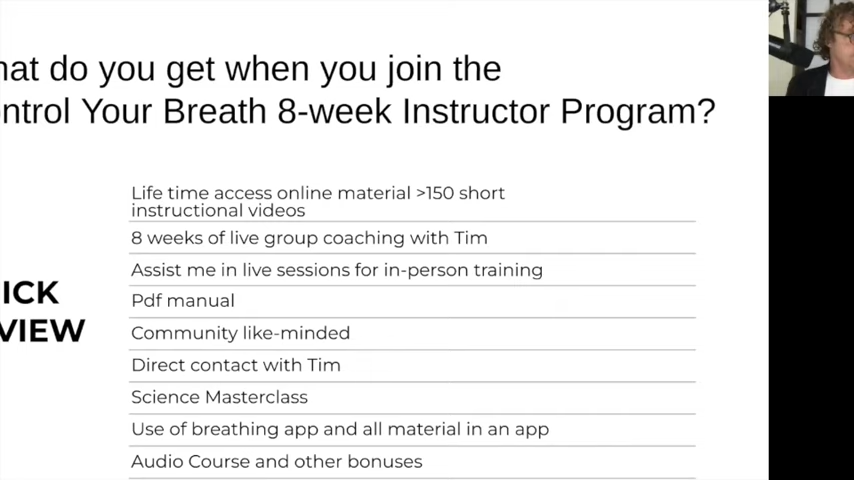 hat do you get when you join the
ntrol Your Breath 8-week Instructor Program?
Life time access online material >150 short
instructional videos
8 weeks of live group coaching with Tim
Assist me in live sessions for in-person training
ICK
VIEW
Pdf manual
Community like-minded
Direct contact with Tim
Science Masterclass
Use of breathing app and all material in an app
Audio Course and other bonuses